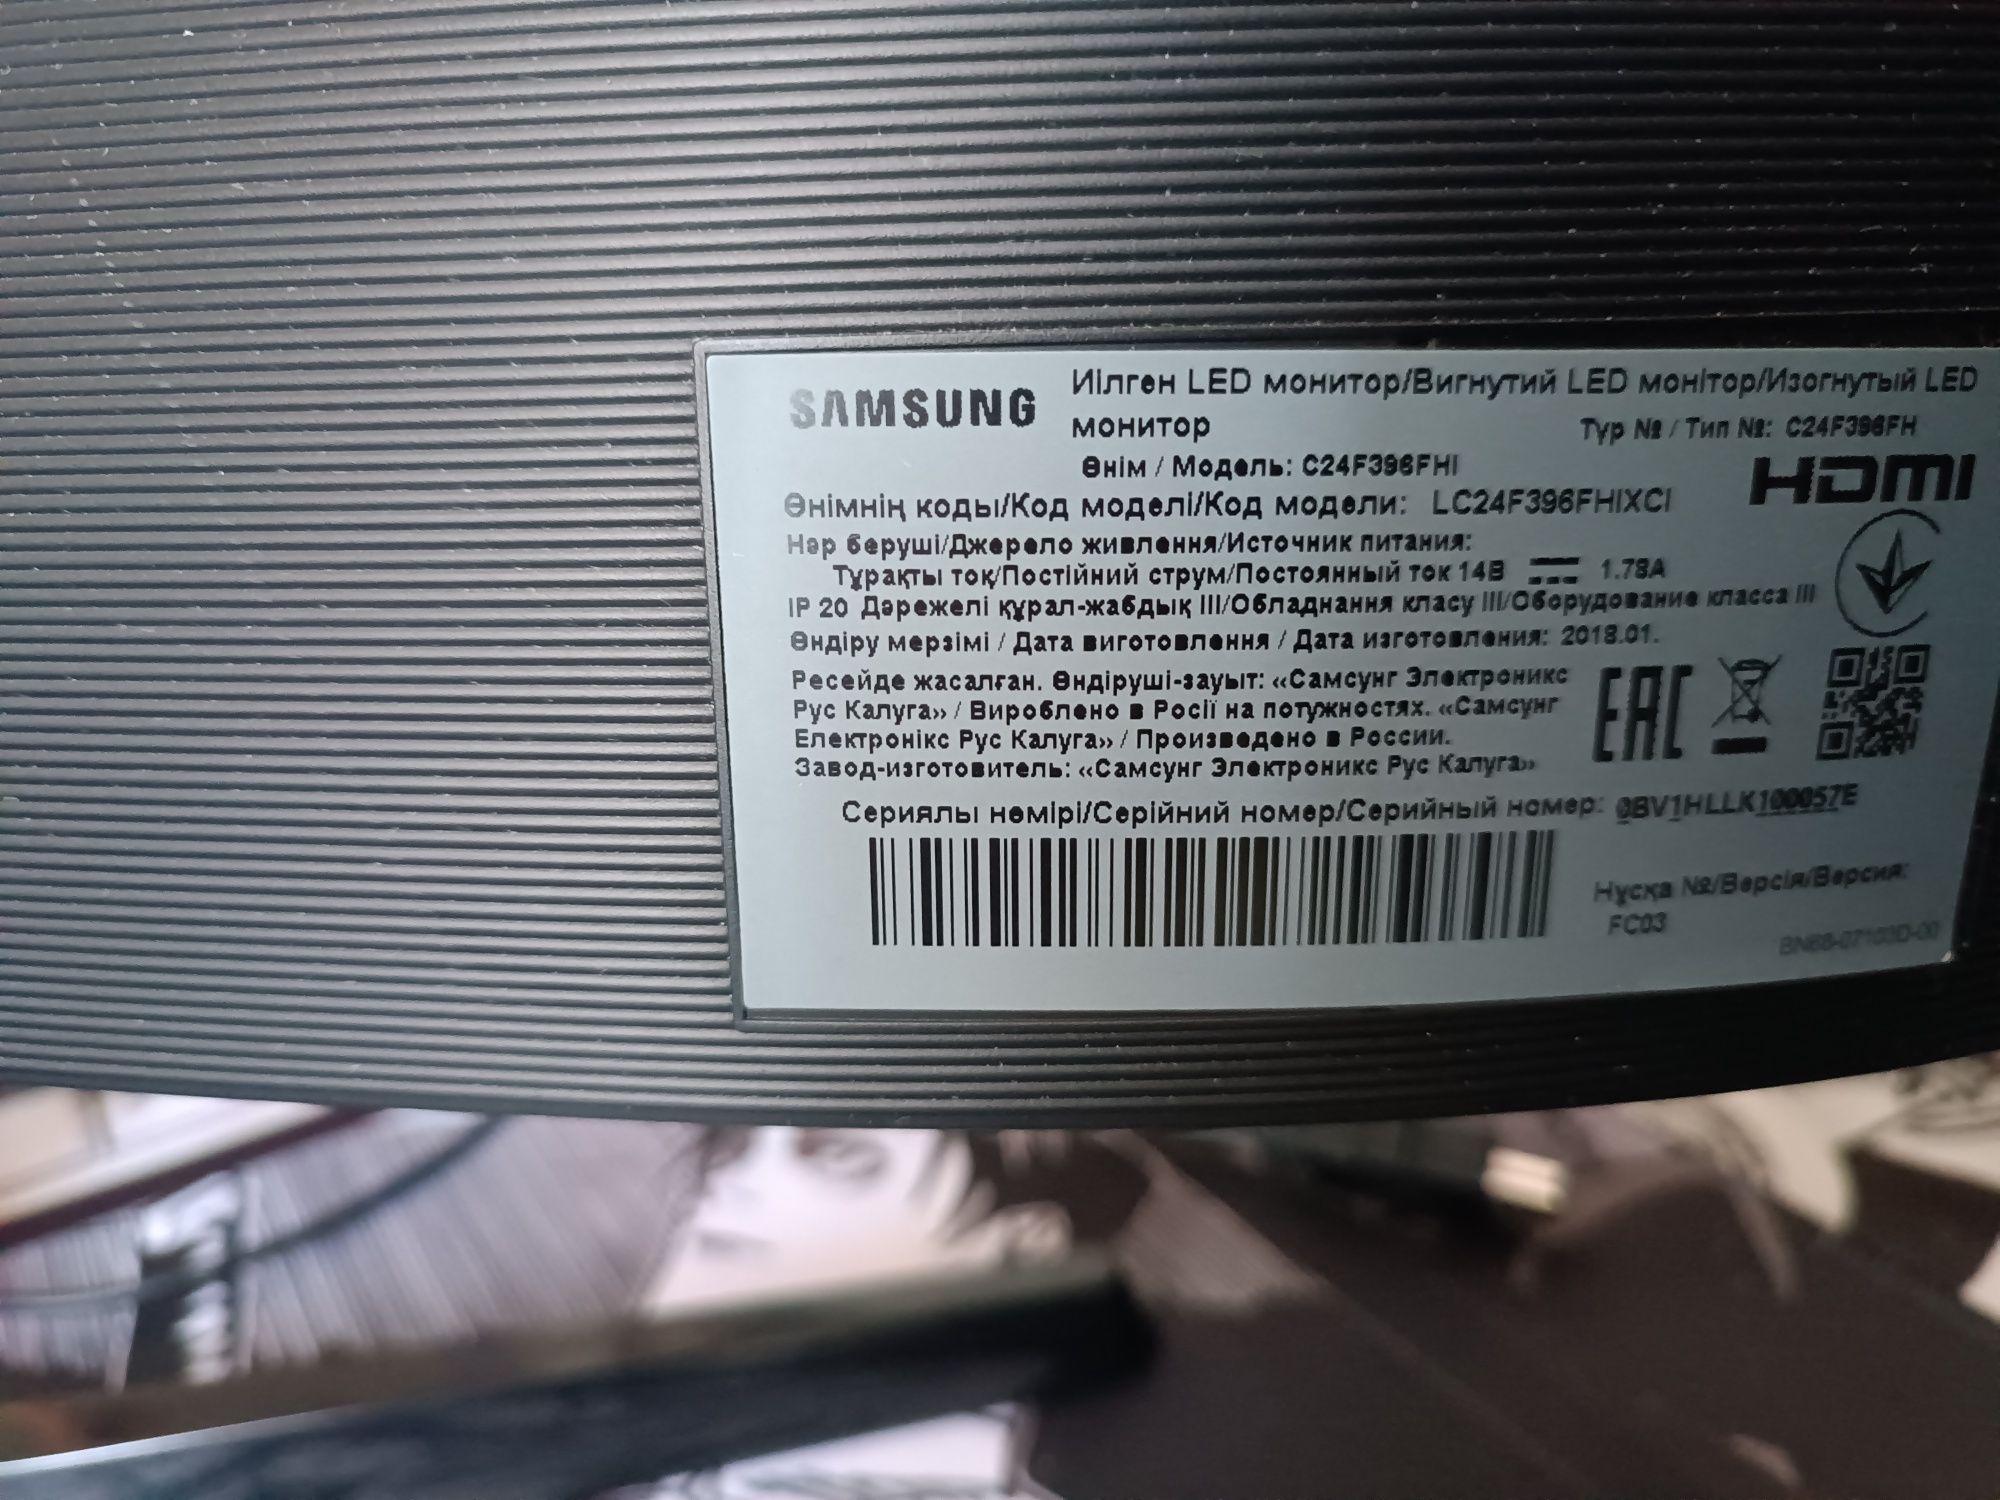 SAMSUNG
Иілген LED монитор/Вигнутий LED монітор/Изогнутый LED
монитор
Түр № / Тип №: C24F396FH
Өнім / Модель: C24F396FHI
HDMI
Өнімнің коды/Код моделі/Код модели: LC24F396FHIXCI
Нәр беруші/Джерело живлення/Источник питания:
Тұрақты тоқ/Постійний струм/Постоянный ток 14В 1.78A
IP 20 Дәрежелі құрал-жабдық III/Обладнання класу III/Оборудование класса III
Өндіру мерзімі / Дата виготовлення / Дата изготовления: 2018.01.
Ресейде жасалған. Өндіруші-зауыт: «Самсунг Электроникс
Рус Калуга» / Вироблено в Росії на потужностях. «Самсунг
Електронікс Рус Калуга» / Произведено в России.
Завод-изготовитель: «Самсунг Электроникс Рус Калуга»
EAC
Сериялы нөмірі/Серійний номер/Серийный номер: 0BV1HLLK100057E
Нұсқа №/Версія/Версия:
FC03
BN68-07103D-00